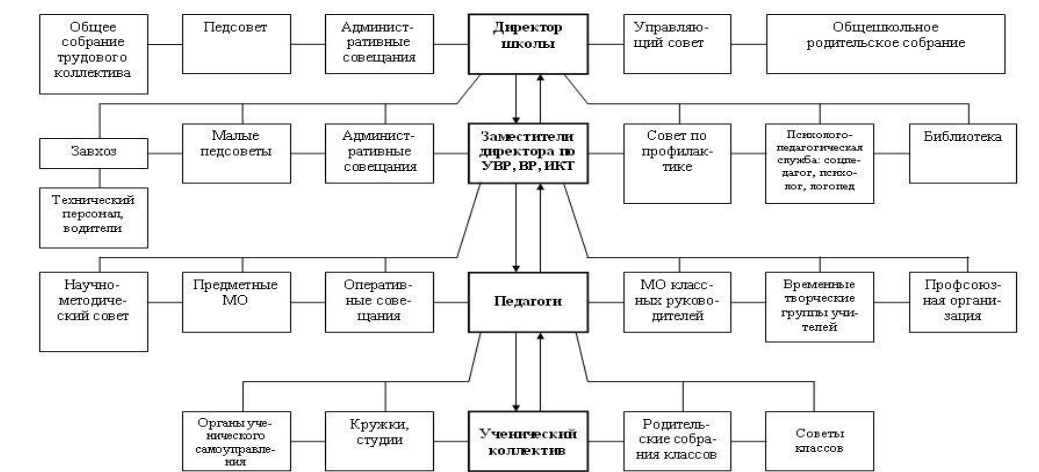 Общее
собрание
трудового
коллектива
Педсовет
Админист-
ративные
совещания
Директор
школы
Управляю-
щий совет
Общешкольное
родительское собрание
Завхоз
Малые
педсоветы
Админист-
ративные
совещания
Заместители
директора по
УВР, ВР, ИКТ
Совет по
профилак-
тике
Психолого-
педагогическая
служба: соцпе-
дагог, психо-
лог, логопед
Библиотека
Технический
персонал,
водители
Научно-
методиче-
ский совет
Предметные
МО
Оператив-
ные сове-
щания
Педагоги
МО класс-
ных руково-
дителей
Временные
творческие
группы учи-
телей
Профсоюз-
ная органи-
зация
Органы уче-
нического
самоуправле-
ния
Кружки,
студии
Ученический
коллектив
Родитель-
ские собра-
ния классов
Советы
классов